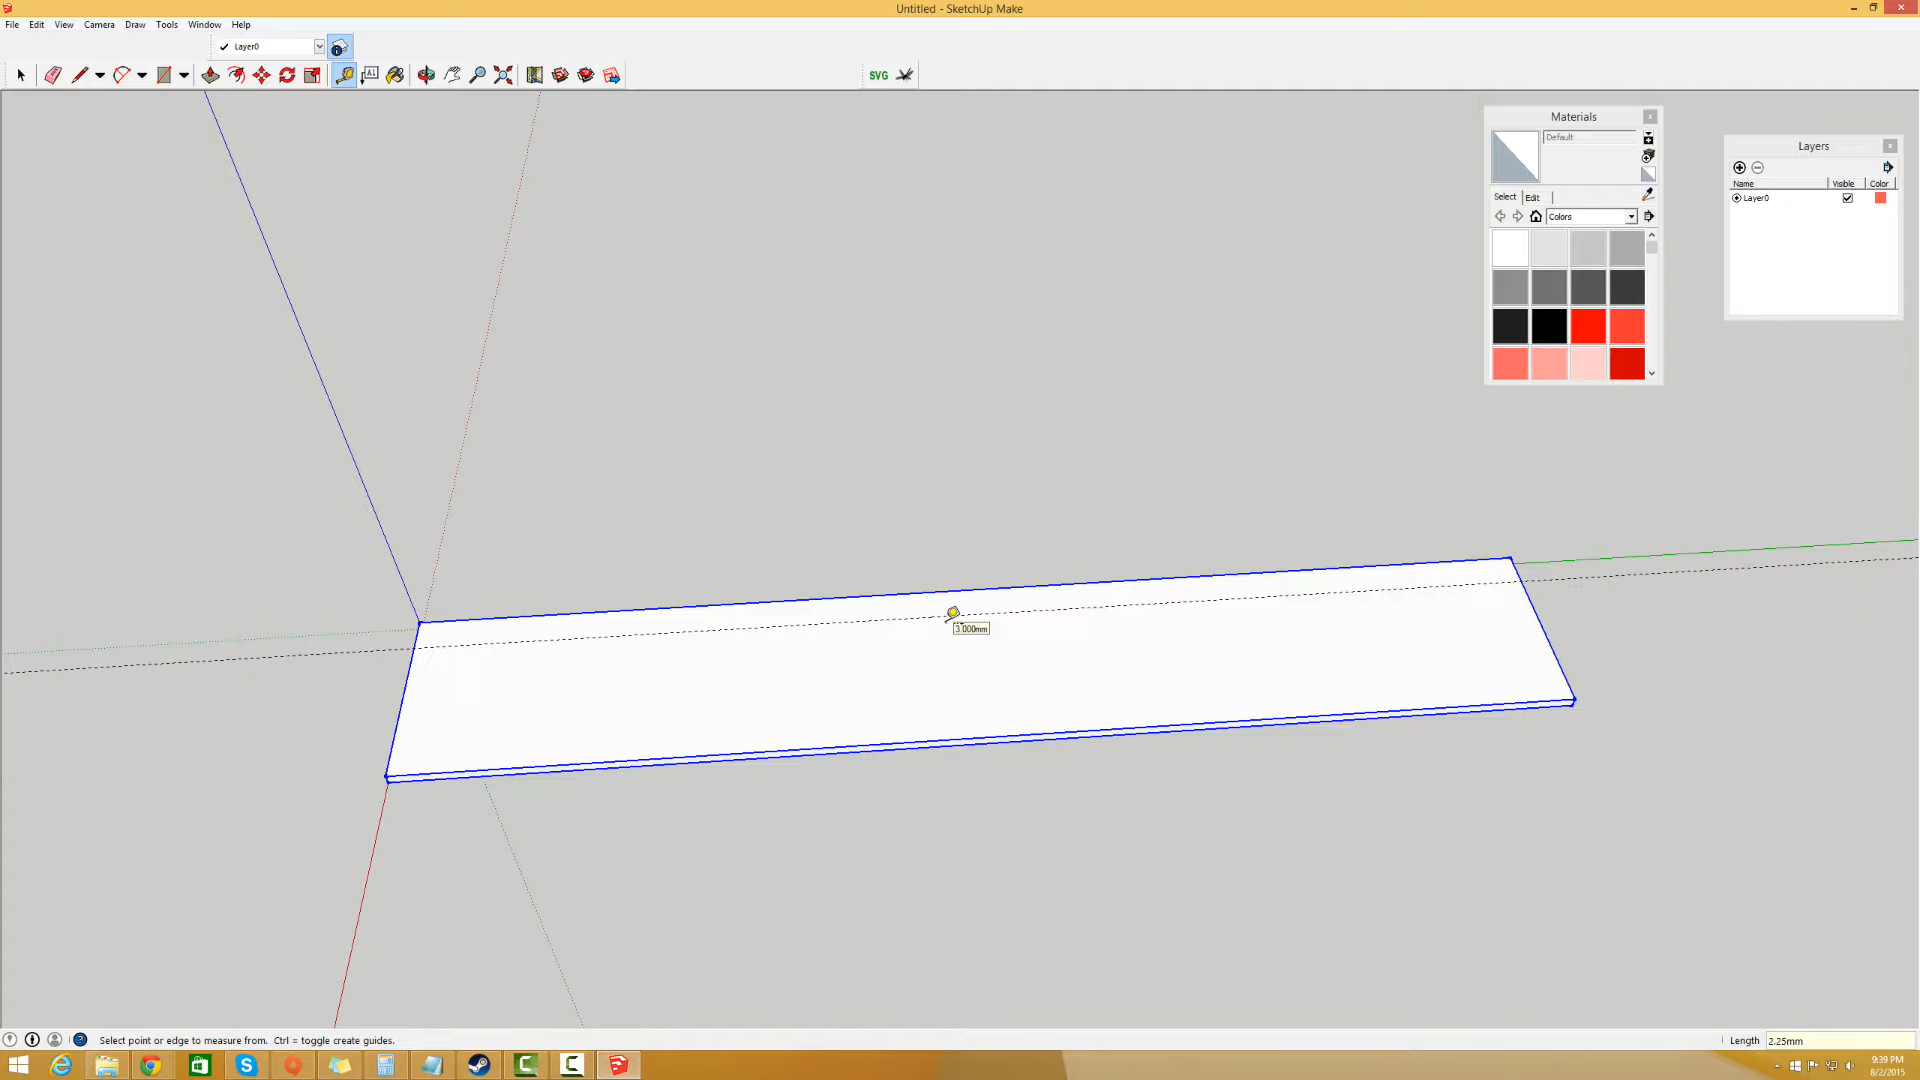 Untitled - SketchUp Make
File Edit View Camera Draw Tools Window Help
Layer0
A1
SVG
Materials
Default
Select Edit
Colors
Layers
Name Visible Color
Layer0
3.000mm
Select point or edge to measure from. Ctrl = toggle create guides.
Length 2.25mm
9:39 PM
8/2/2015